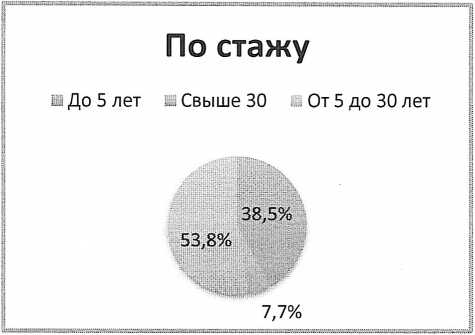 По стажу
До 5 лет Свыше 30 От 5 до 30 лет
38,5%
53,8%
7,7%